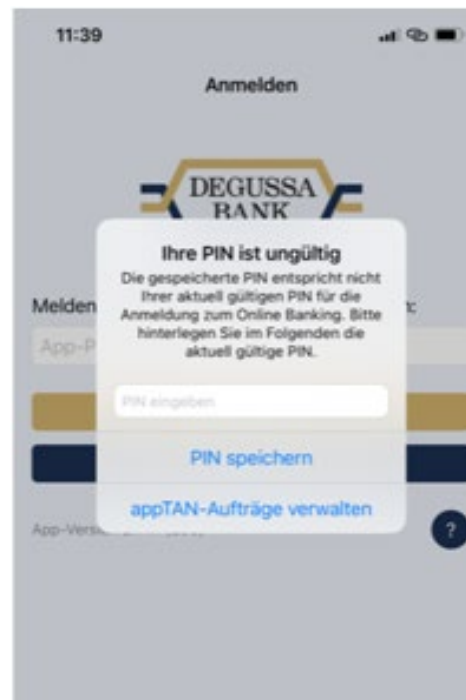 11:39
Anmelden
DEGUSSA
BANK
Ihre PIN ist ungültig
Die gespeicherte PIN entspricht nicht
Ihrer aktuell gültigen PIN für die
Anmeldung zum Online Banking. Bitte
hinterlegen Sie im Folgenden die
aktuell gültige PIN.
Melden
n:
App-P
PIN eingeben
PIN speichern
appTAN-Aufträge verwalten
?